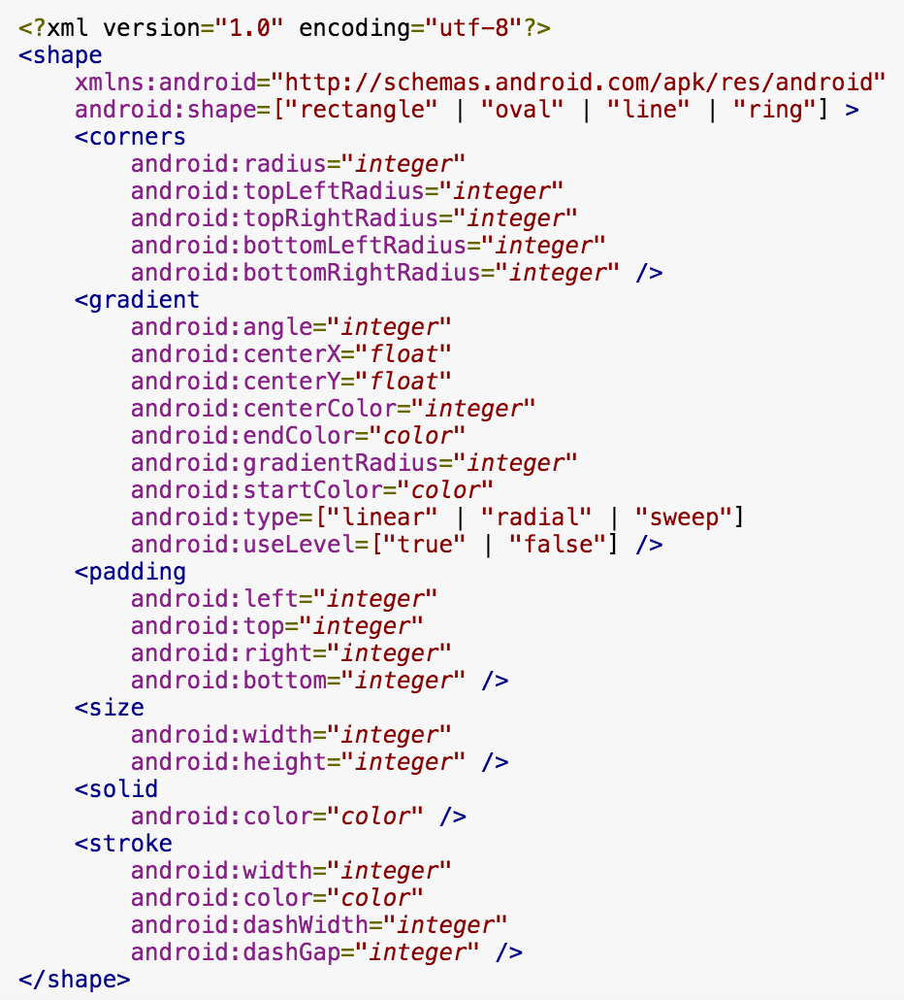 <?xml version="1.0" encoding="utf-8"?>
<shape
    xmlns:android="http://schemas.android.com/apk/res/android"
    android:shape=["rectangle" | "oval" | "line" | "ring"] >
    <corners
        android:radius="integer"
        android:topLeftRadius="integer"
        android:topRightRadius="integer"
        android:bottomLeftRadius="integer"
        android:bottomRightRadius="integer" />
    <gradient
        android:angle="integer"
        android:centerX="float"
        android:centerY="float"
        android:centerColor="integer"
        android:endColor="color"
        android:gradientRadius="integer"
        android:startColor="color"
        android:type=["linear" | "radial" | "sweep"]
        android:useLevel=["true" | "false"] />
    <padding
        android:left="integer"
        android:top="integer"
        android:right="integer"
        android:bottom="integer" />
    <size
        android:width="integer"
        android:height="integer" />
    <solid
        android:color="color" />
    <stroke
        android:width="integer"
        android:color="color"
        android:dashWidth="integer"
        android:dashGap="integer" />
</shape>